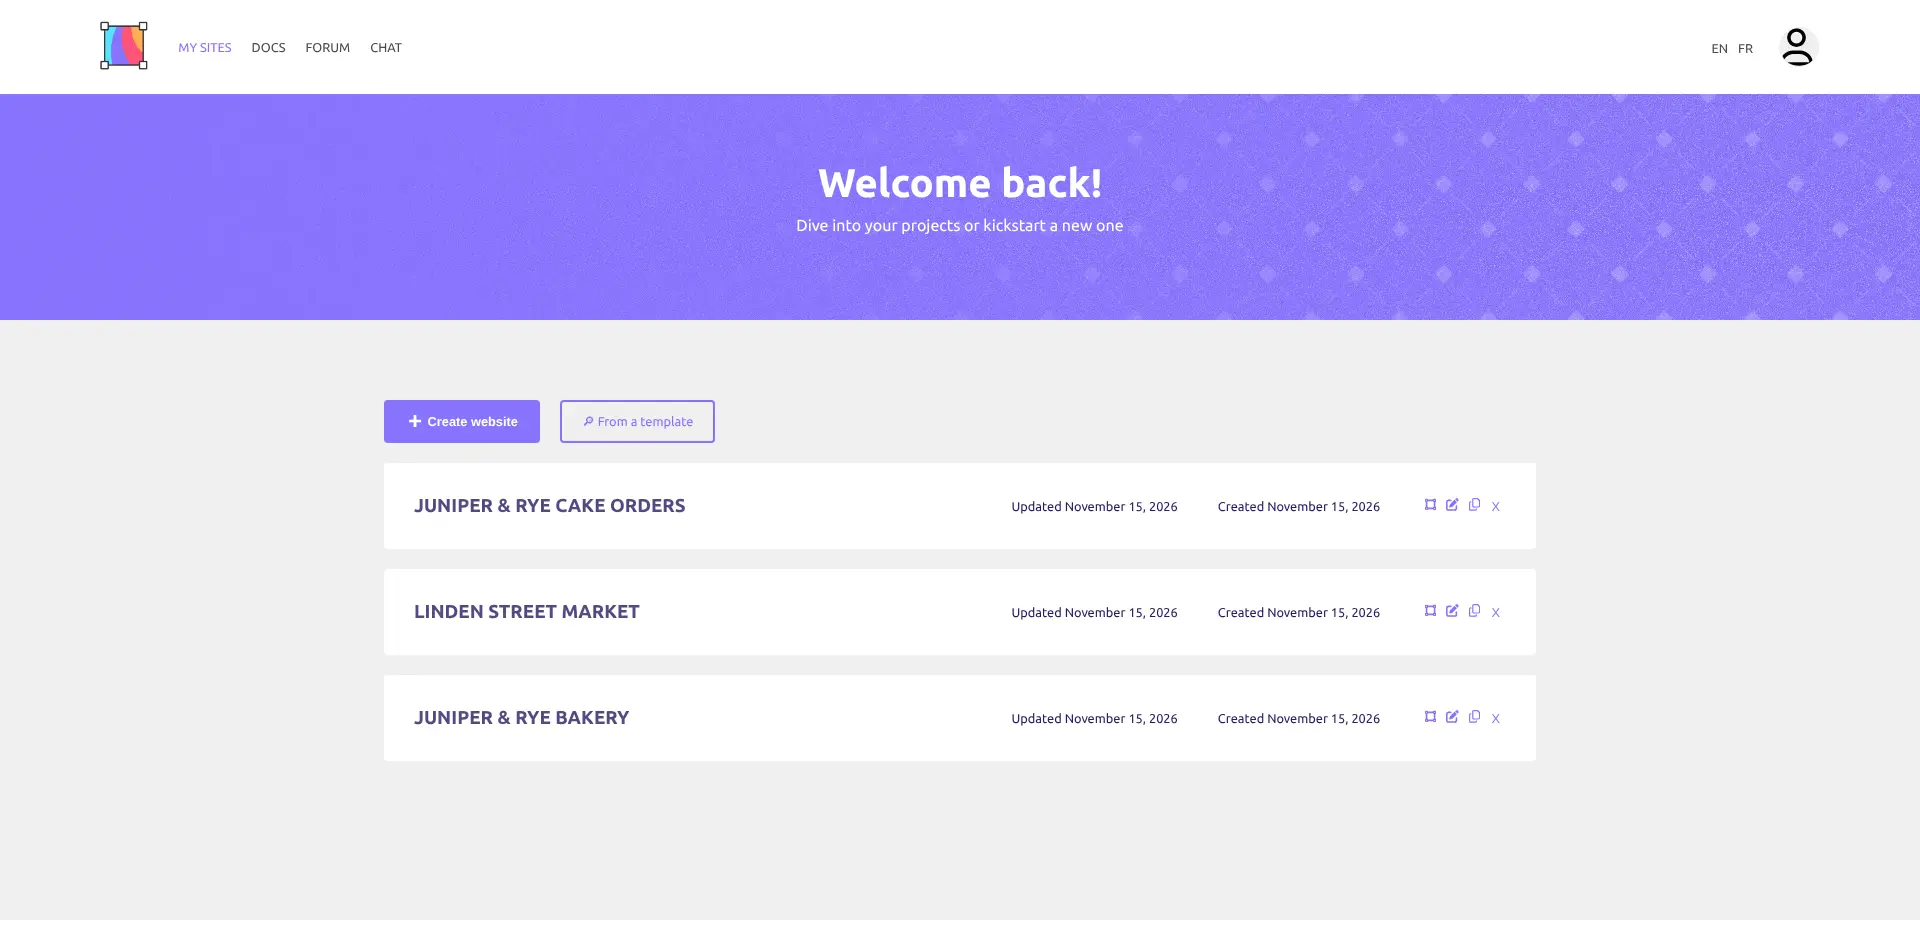 MY SITES DOCS FORUM CHAT EN FR
Welcome back!
Dive into your projects or kickstart a new one
Create website From a template
JUNIPER & RYE CAKE ORDERS Updated November 15, 2026 Created November 15, 2026 X
LINDEN STREET MARKET Updated November 15, 2026 Created November 15, 2026 X
JUNIPER & RYE BAKERY Updated November 15, 2026 Created November 15, 2026 X